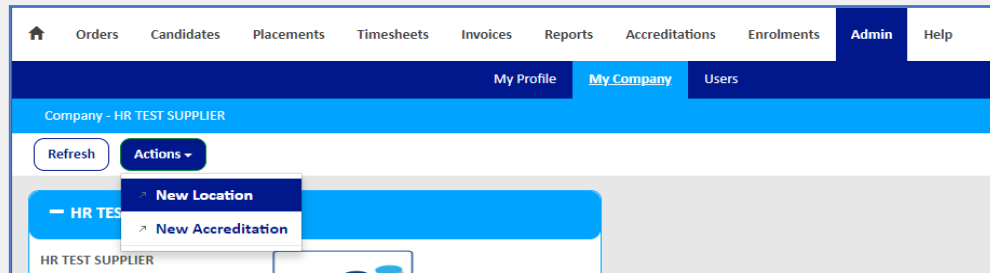 Orders Candidates Placements Timesheets Invoices Reports Accreditations Enrolments Admin Help
My Profile My Company Users
Company - HR TEST SUPPLIER
Refresh Actions
New Location
HR TES
New Accreditation
HR TEST SUPPLIER